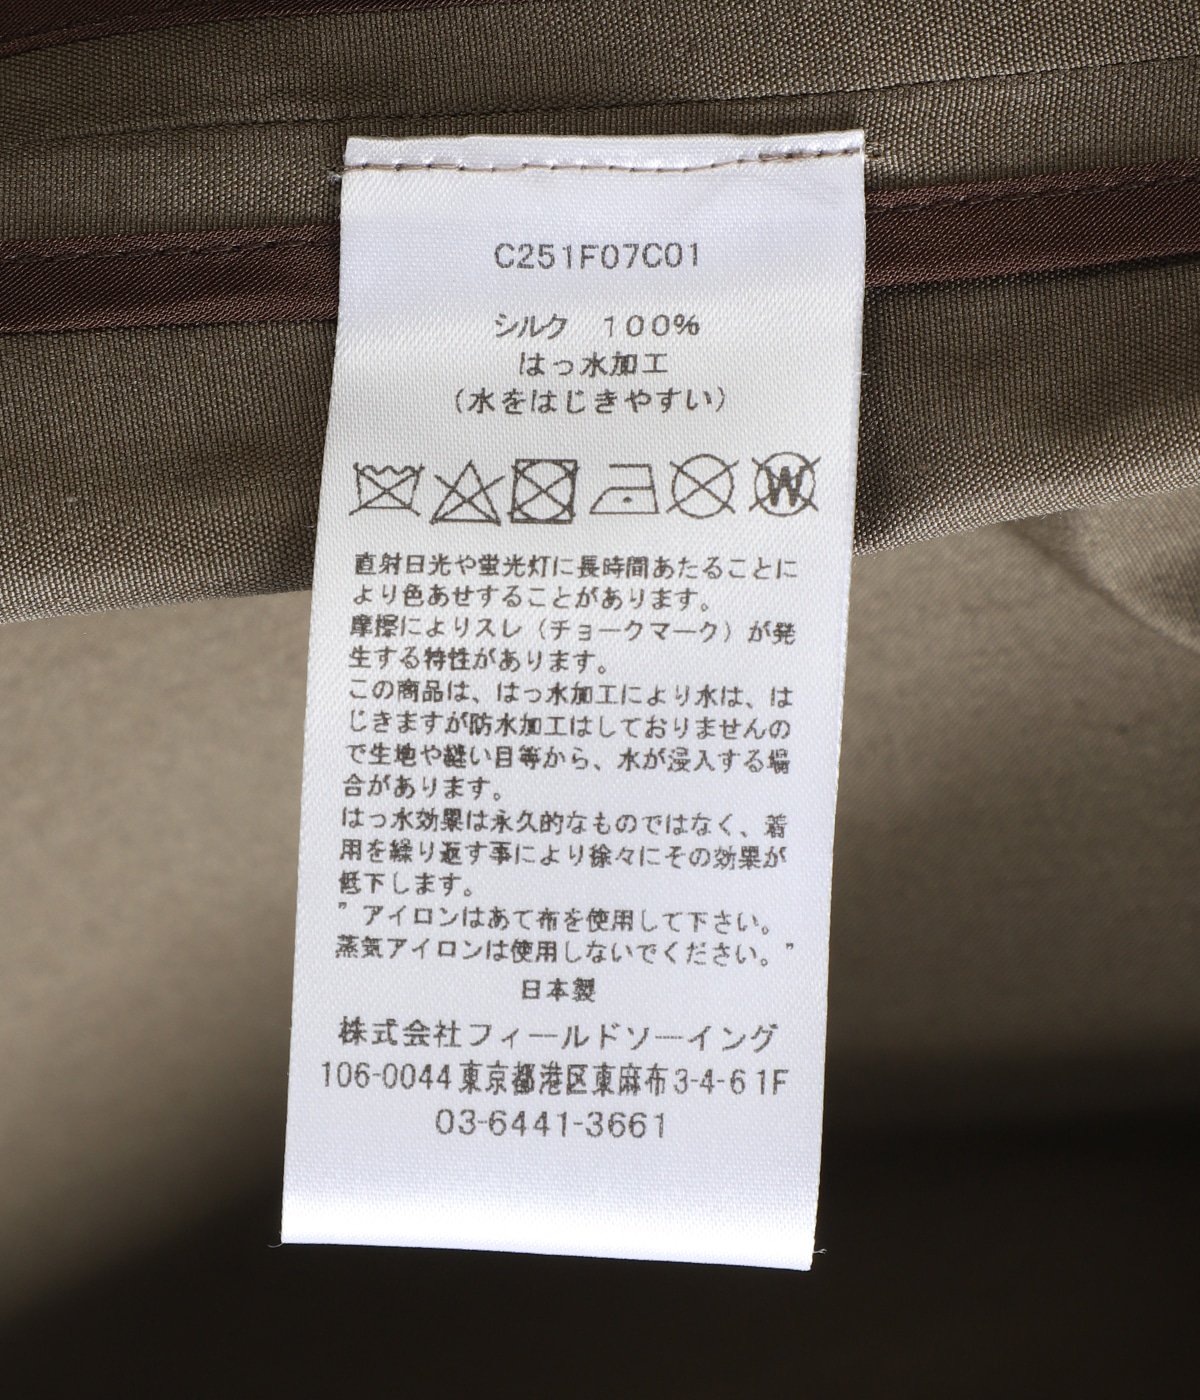 C251F07C01
シルク 100%
はっ水加工
(水をはじきやすい)
W
直射日光や蛍光灯に長時間あたることに
より色あせすることがあります。
摩擦によりスレ(チョークマーク)が発
生する特性があります。
この商品は、はっ水加工により水は、は
じきますが防水加工はしておりませんの
で生地や縫い目等から、水が浸入する場
合があります。
はっ水効果は永久的なものではなく、着
用を繰り返す事により徐々にその効果が
低下します。
”アイロンはあて布を使用して下さい。
蒸気アイロンは使用しないでください。”
日本製
株式会社フィールドソーイング
106-0044東京都港区東麻布3-4-6 1F
03-6441-3661